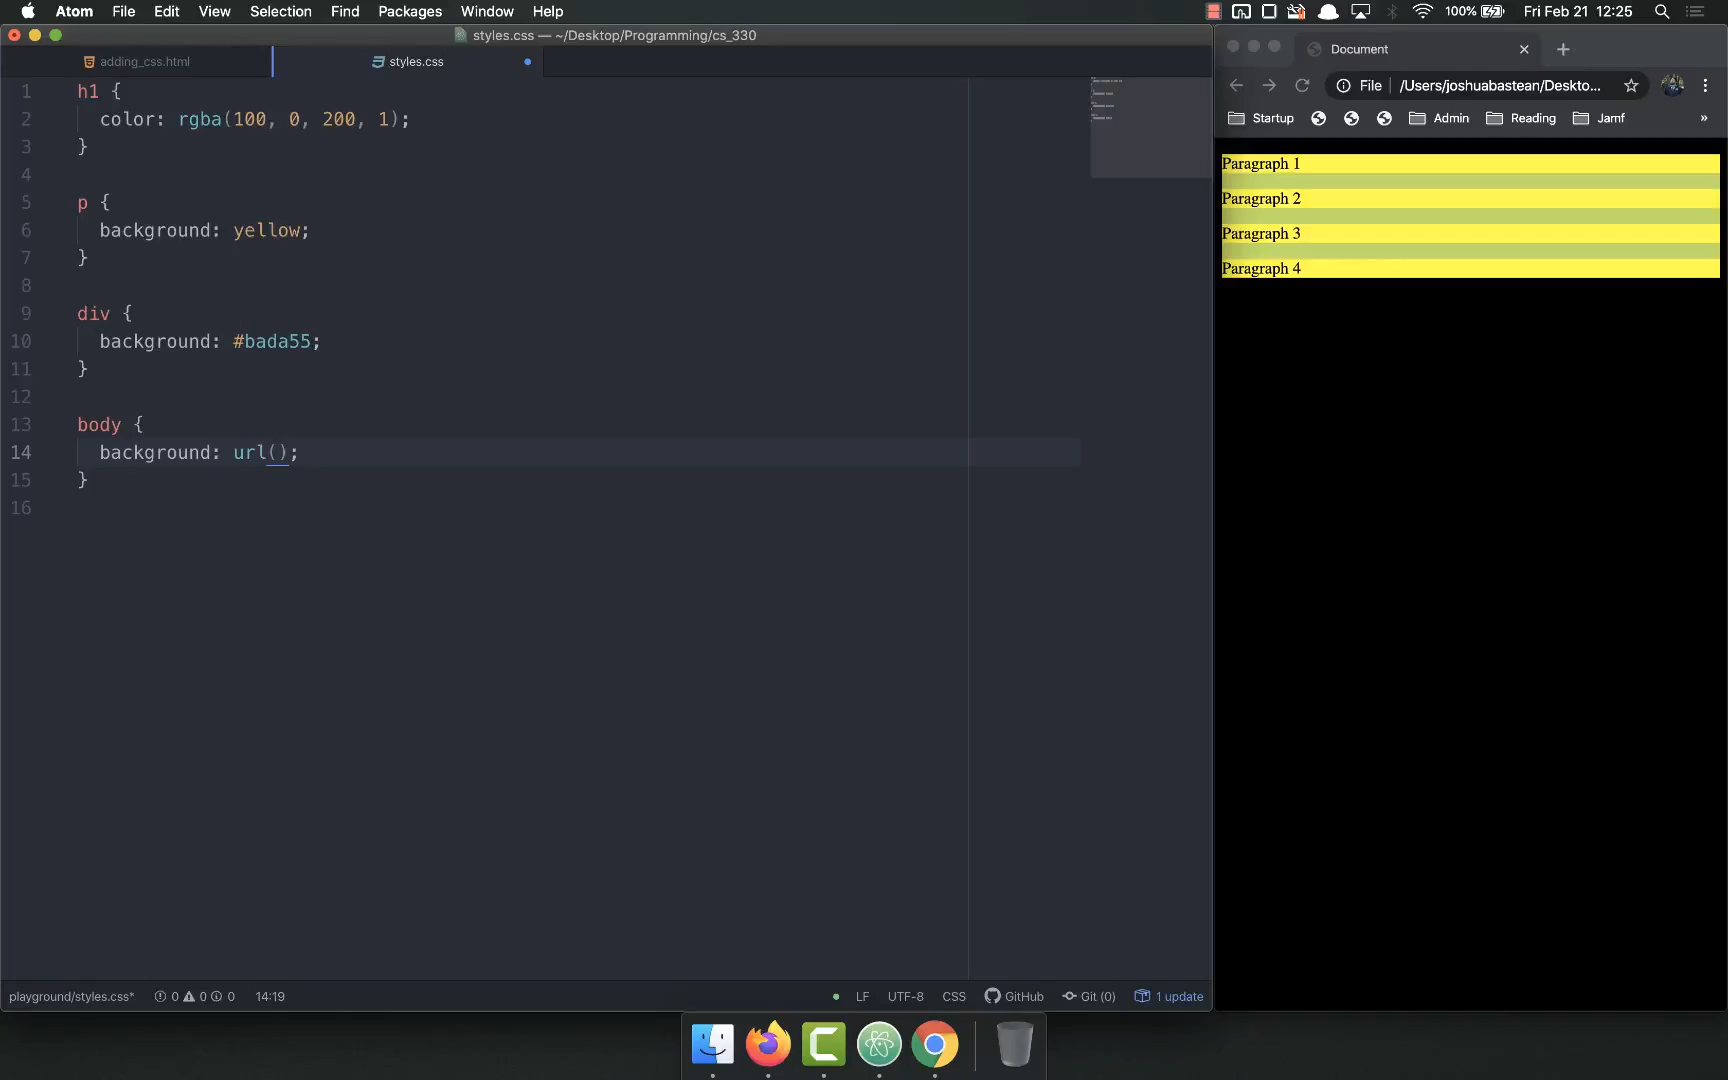 Atom File Edit View Selection Find Packages Window Help 100% Fri Feb 21 12:25
styles.css — ~/Desktop/Programming/cs_330
adding_css.html styles.css
1 h1 {
2 color: rgba(100, 0, 200, 1);
3 }
4
5 p {
6 background: yellow;
7 }
8
9 div {
10 background: #bada55;
11 }
12
13 body {
14 background: url();
15 }
16
playground/styles.css* 0 0 0 14:19 LF UTF-8 CSS GitHub Git (0) 1 update
Document
File /Users/joshuabastean/Deskto...
Startup Admin Reading Jamf »
Paragraph 1
Paragraph 2
Paragraph 3
Paragraph 4